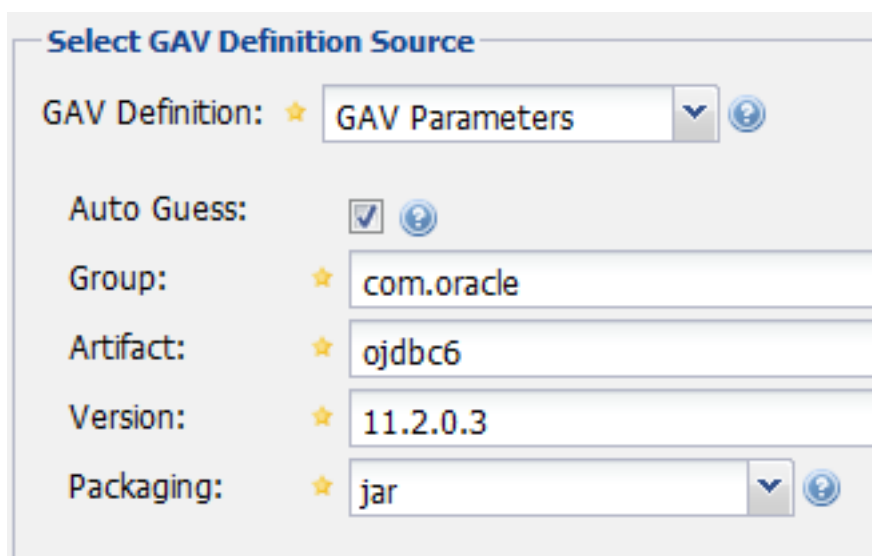 Select GAV Definition Source
GAV Definition: GAV Parameters
Auto Guess:
Group: com.oracle
Artifact: ojdbc6
Version: 11.2.0.3
Packaging: jar